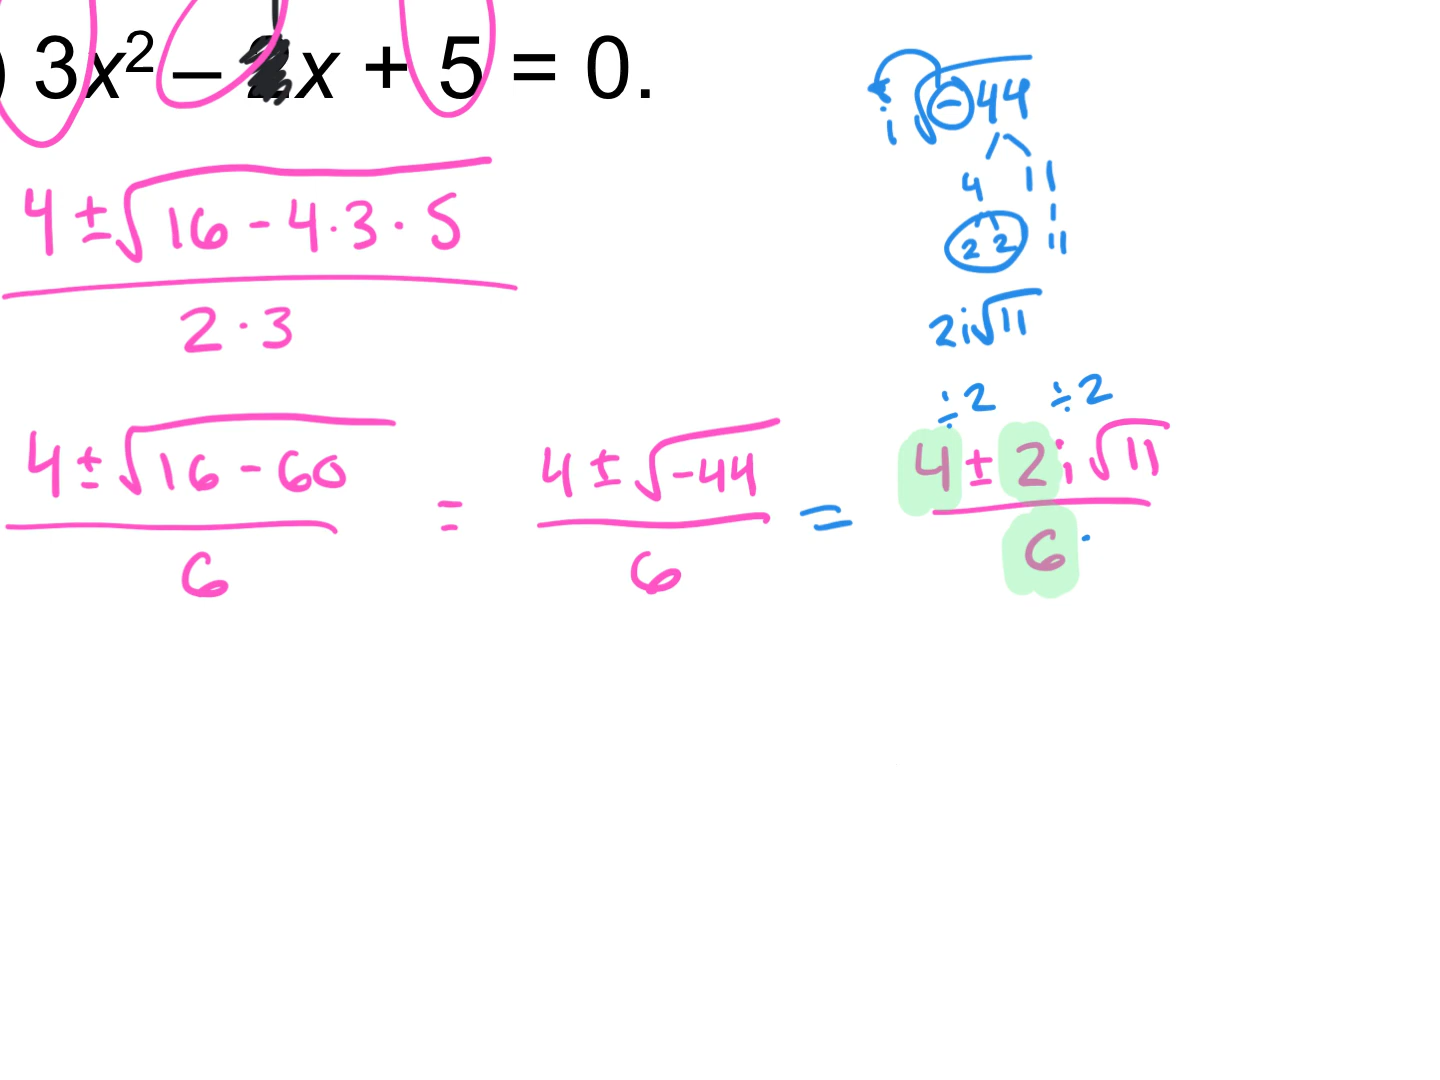 ) 3x² – x + 5 = 0.
i √-44
4 11
2 2 11
2i√11
4 ± √16 - 4·3·5
2·3
÷2 ÷2
4 ± √16 - 60 = 4 ± √-44 = 4 ± 2i√11
6 6 6